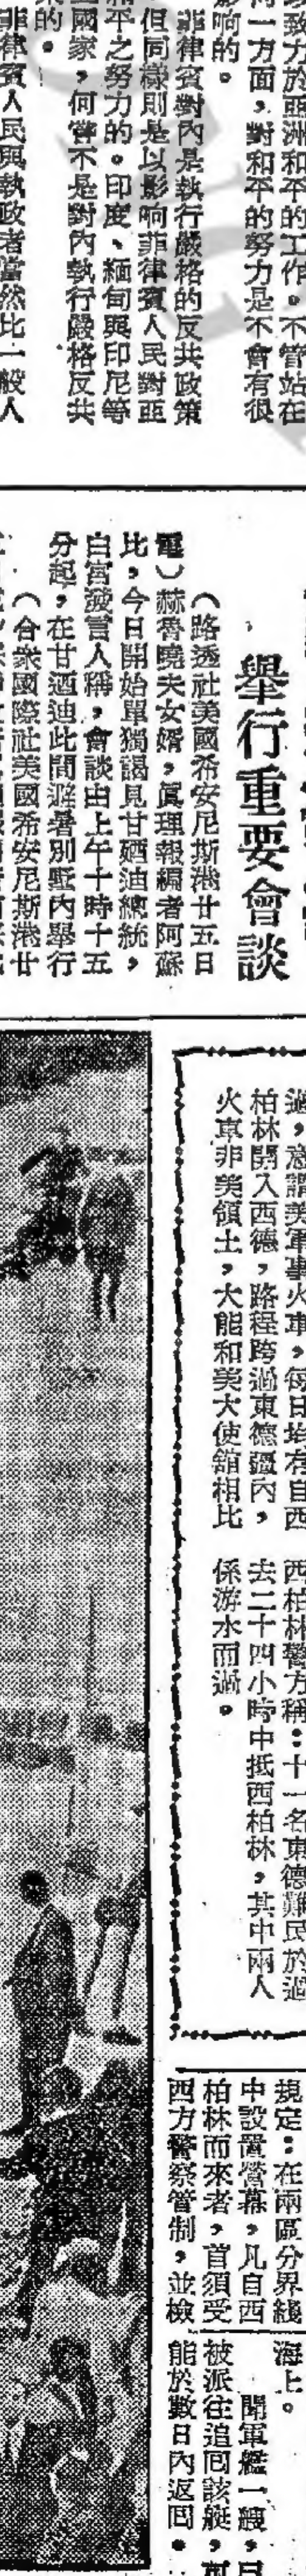 致力於亞洲和平的工作。不管站在
一方面，對和平的努力是不會有很
影响的。
菲律賓對內是執行嚴格的反共政策
但同樣則是以影响菲律賓人民對亞
和平之努力的。印度、緬甸與印尼等
國家，何嘗不是對內執行嚴格反共
的。
菲律賓人民與執政者當然比一般人
舉行重要會談
（路透社美國希安尼斯港廿五日
電）赫魯曉夫女婿，眞理報編者阿蘇
比，今日開始單獨謁見甘迺迪總統，
白宮發言人稱，會談由上午十時十五
分起，在甘迺迪此間避暑別墅內舉行
（合衆國際社美國希安尼斯港廿
過，意謂美軍事火車，每日均有自西
柏林開入西德，路程跨過東德疆內，
火車非美領土，大能和美大使館相比
西柏林警方稱：十一名東德難民於過
去二十四小時中抵西柏林，其中兩人
係游水而過。
規定：在兩區分界綫
中設置營幕，凡自西
柏林而來者，首須受
西方警察管制，並檢
海上。
聞軍艦一艘，已
被派往追囘該艇，
能於數日內返囘。